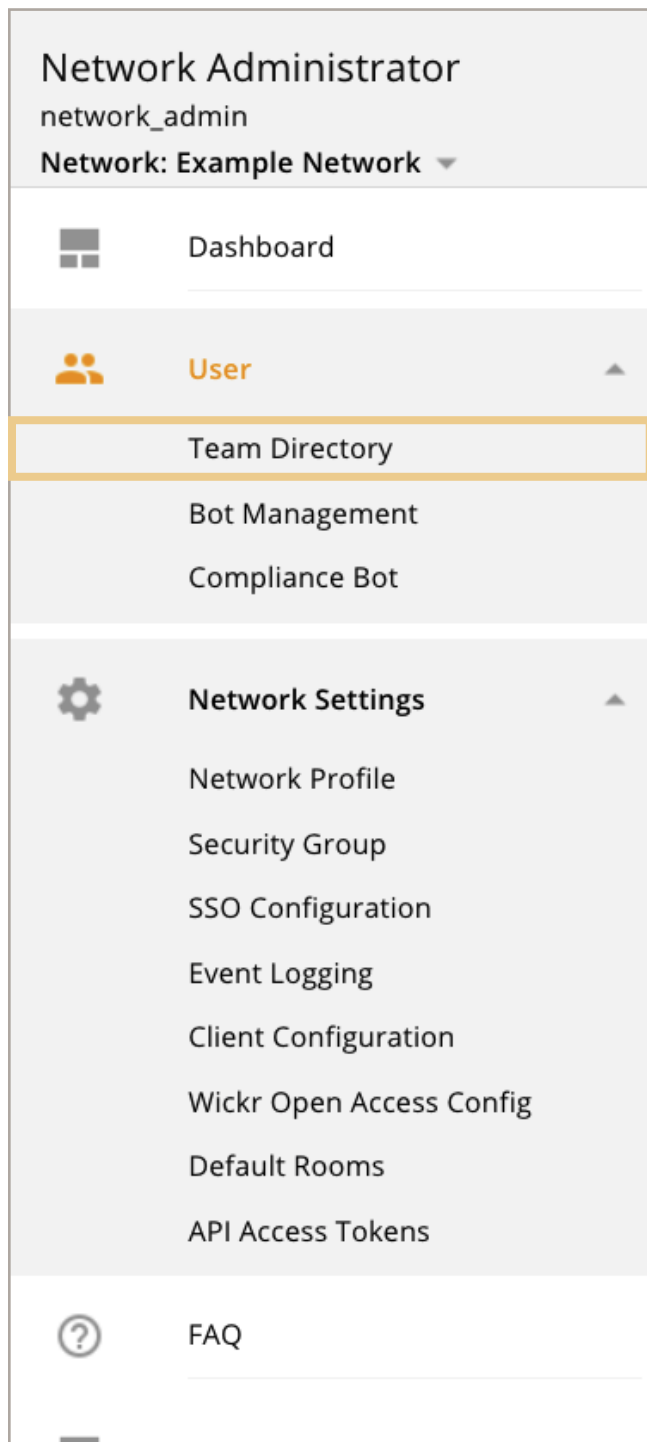 Network Administrator
network_admin
Network: Example Network
Dashboard
User
Team Directory
Bot Management
Compliance Bot
Network Settings
Network Profile
Security Group
SSO Configuration
Event Logging
Client Configuration
Wickr Open Access Config
Default Rooms
API Access Tokens
FAQ